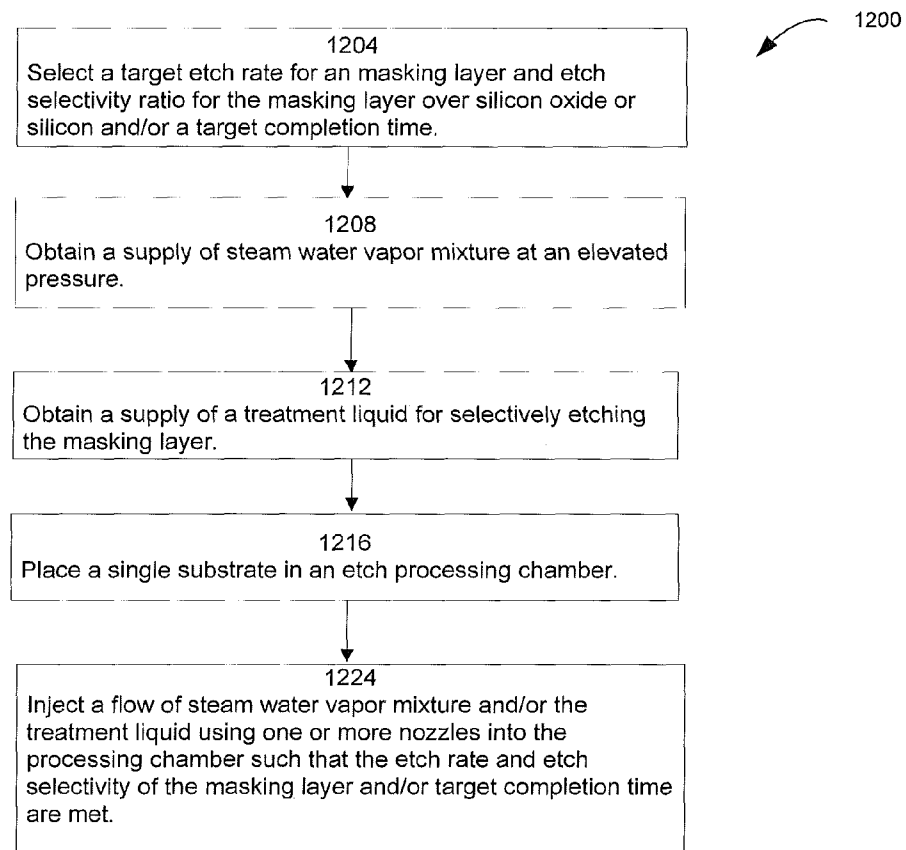 1200
1204
Select a target etch rate for an masking layer and etch
selectivity ratio for the masking layer over silicon oxide or
silicon and/or a target completion time.
1208
Obtain a supply of steam water vapor mixture at an elevated
pressure.
1212
Obtain a supply of a treatment liquid for selectively etching
the masking layer.
1216
Place a single substrate in an etch processing chamber.
1224
Inject a flow of steam water vapor mixture and/or the
treatment liquid using one or more nozzles into the
processing chamber such that the etch rate and etch
selectivity of the masking layer and/or target completion time
are met.